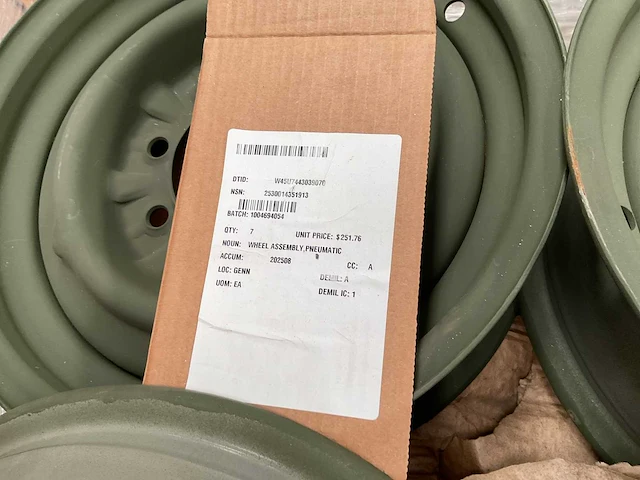 DTID: W45U7443039070
NSN: 2530014351913
BATCH: 1004694054
QTY: 7 UNIT PRICE: $251.76
NOUN: WHEEL ASSEMBLY,PNEUMATIC
ACCUM: 202508 CC: A
LOC: GENN DEMIL: A
UOM: EA DEMIL IC: 1